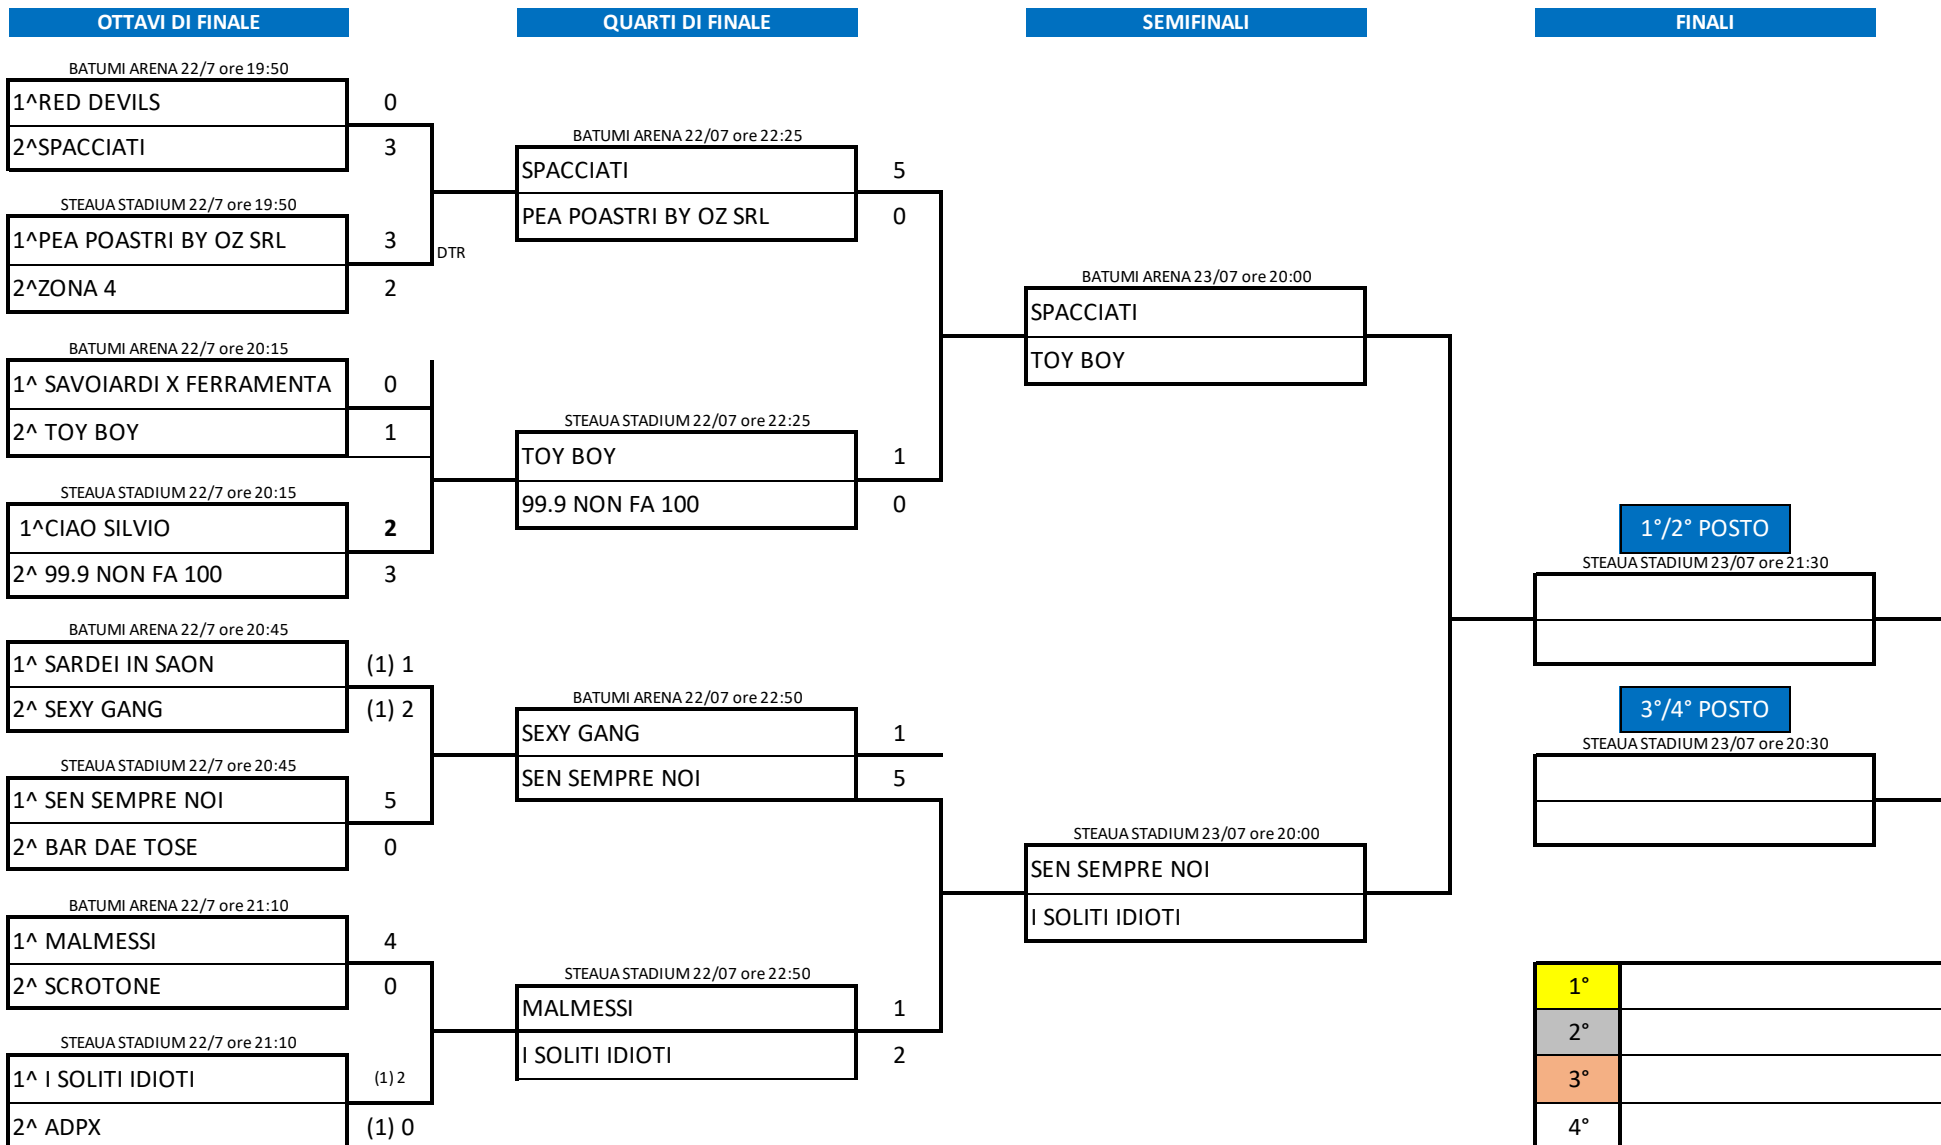 OTTAVI DI FINALE
QUARTI DI FINALE
SEMIFINALI
FINALI
BATUMI ARENA 22/7 ore 19:50
1^RED DEVILS 0
2^SPACCIATI 3
STEAUA STADIUM 22/7 ore 19:50
1^PEA POASTRI BY OZ SRL 3
DTR
2^ZONA 4 2
BATUMI ARENA 22/7 ore 20:15
1^ SAVOIARDI X FERRAMENTA 0
2^ TOY BOY 1
STEAUA STADIUM 22/7 ore 20:15
1^CIAO SILVIO 2
2^ 99.9 NON FA 100 3
BATUMI ARENA 22/7 ore 20:45
1^ SARDEI IN SAON (1) 1
2^ SEXY GANG (1) 2
STEAUA STADIUM 22/7 ore 20:45
1^ SEN SEMPRE NOI 5
2^ BAR DAE TOSE 0
BATUMI ARENA 22/7 ore 21:10
1^ MALMESSI 4
2^ SCROTONE 0
STEAUA STADIUM 22/7 ore 21:10
1^ I SOLITI IDIOTI (1) 2
2^ ADPX (1) 0
BATUMI ARENA 22/07 ore 22:25
SPACCIATI 5
PEA POASTRI BY OZ SRL 0
STEAUA STADIUM 22/07 ore 22:25
TOY BOY 1
99.9 NON FA 100 0
BATUMI ARENA 22/07 ore 22:50
SEXY GANG 1
SEN SEMPRE NOI 5
STEAUA STADIUM 22/07 ore 22:50
MALMESSI 1
I SOLITI IDIOTI 2
BATUMI ARENA 23/07 ore 20:00
SPACCIATI
TOY BOY
STEAUA STADIUM 23/07 ore 20:00
SEN SEMPRE NOI
I SOLITI IDIOTI
1°/2° POSTO
STEAUA STADIUM 23/07 ore 21:30
3°/4° POSTO
STEAUA STADIUM 23/07 ore 20:30
1°
2°
3°
4°